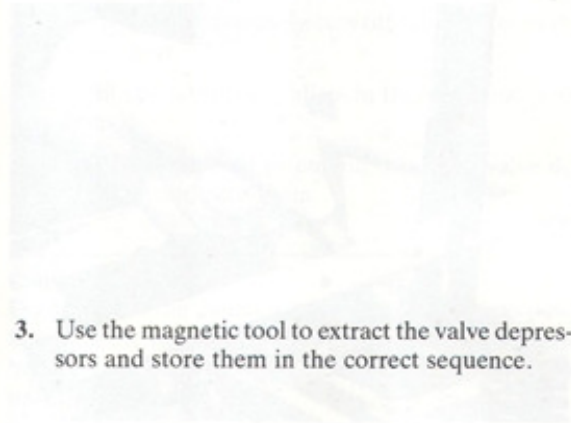 3. Use the magnetic tool to extract the valve depres-
sors and store them in the correct sequence.